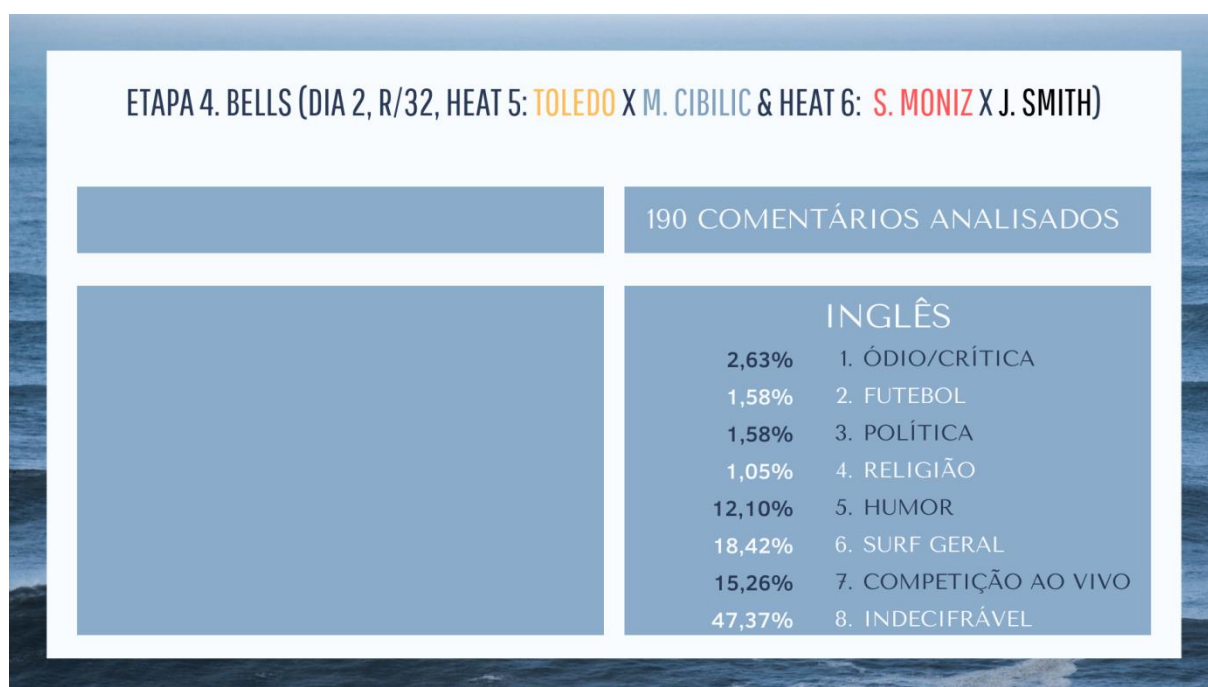 ETAPA 4. BELLS (DIA 2, R/32, HEAT 5: TOLEDO X M. CIBILIC & HEAT 6: S. MONIZ X J. SMITH)
190 COMENTÁRIOS ANALISADOS
INGLÊS
2,63% 1. ÓDIO/CRÍTICA
1,58% 2. FUTEBOL
1,58% 3. POLÍTICA
1,05% 4. RELIGIÃO
12,10% 5. HUMOR
18,42% 6. SURF GERAL
15,26% 7. COMPETIÇÃO AO VIVO
47,37% 8. INDECIFRÁVEL